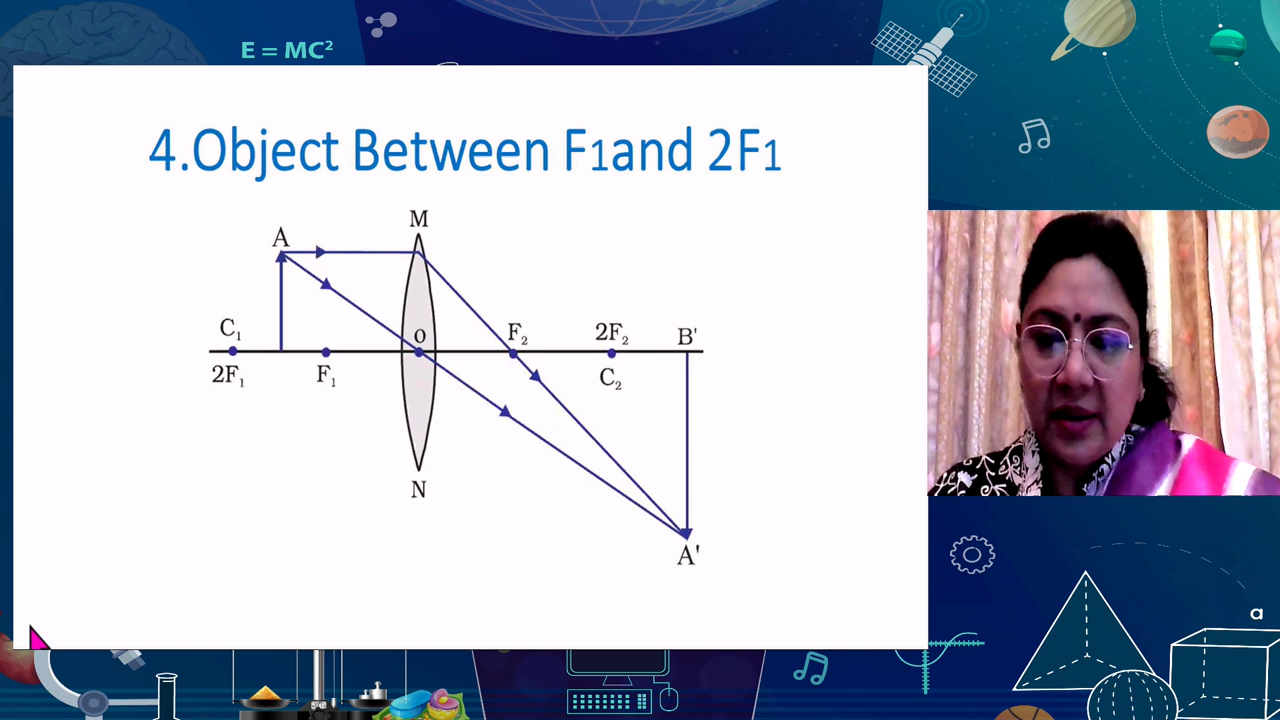 E = MC²
4.Object Between F1and 2F1
M
A
C₁
O
F₂
2F₂
B'
2F₁
F₁
C₂
N
A'
a